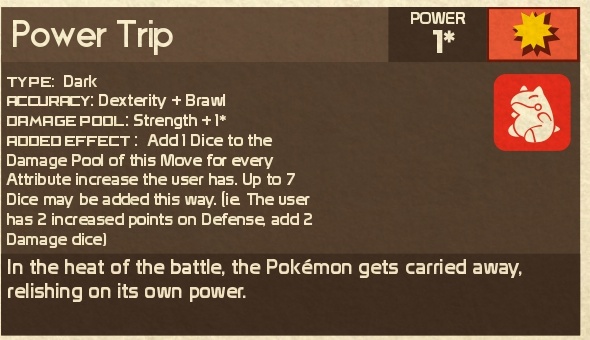 Power Trip
POWER
1*
TYPE: Dark
ACCURACY: Dexterity + Brawl
DAMAGE POOL: Strength + 1*
ADDED EFFECT : Add 1 Dice to the
Damage Pool of this Move for every
Attribute increase the user has. Up to 7
Dice may be added this way. (ie. The user
has 2 increased points on Defense, add 2
Damage dice)
In the heat of the battle, the Pokémon gets carried away,
relishing on its own power.